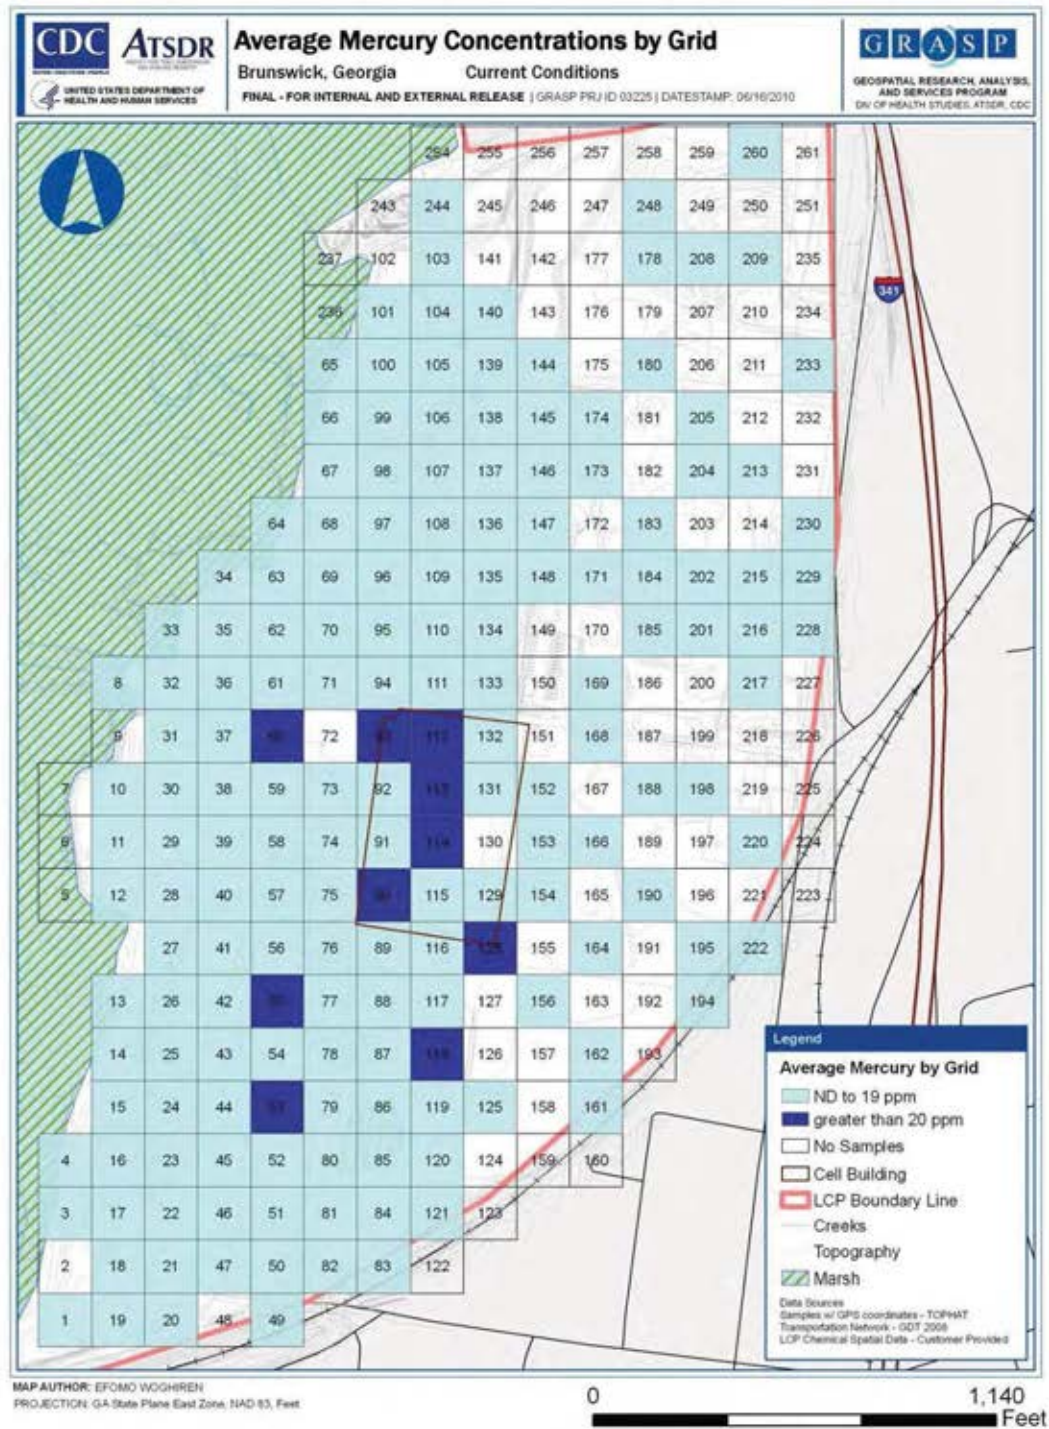 CDC
ATSDR
UNITED STATES DEPARTMENT OF
HEALTH AND HUMAN SERVICES
Average Mercury Concentrations by Grid
Brunswick, Georgia Current Conditions
FINAL - FOR INTERNAL AND EXTERNAL RELEASE | GRASP PRJ ID 03225 | DATESTAMP: 06/16/2010
GRASP
GEOSPATIAL RESEARCH, ANALYSIS,
AND SERVICES PROGRAM
DIV OF HEALTH STUDIES, ATSDR, CDC
254 255 256 257 258 259 260 261
243 244 245 246 247 248 249 250 251
237 102 103 141 142 177 178 208 209 235
341
236 101 104 140 143 176 179 207 210 234
65 100 105 139 144 175 180 206 211 233
66 99 106 138 145 174 181 205 212 232
67 98 107 137 146 173 182 204 213 231
64 68 97 108 136 147 172 183 203 214 230
34 63 69 96 109 135 148 171 184 202 215 229
33 35 62 70 95 110 134 149 170 185 201 216 228
8 32 36 61 71 94 111 133 150 169 186 200 217 227
9 31 37 72 132 151 168 187 199 218 226
7 10 30 38 59 73 92 131 152 167 188 198 219 225
6 11 29 39 58 74 91 114 130 153 166 189 197 220 224
5 12 28 40 57 75 115 129 154 165 190 196 221 223
27 41 56 76 89 116 155 164 191 195 222
13 26 42 77 88 117 127 156 163 192 194
14 25 43 54 78 87 126 157 162 193
15 24 44 79 86 119 125 158 161
4 16 23 45 52 80 85 120 124 159 160
3 17 22 46 51 81 84 121 123
2 18 21 47 50 82 83 122
1 19 20 48 49
Legend
Average Mercury by Grid
ND to 19 ppm
greater than 20 ppm
No Samples
Cell Building
LCP Boundary Line
Creeks
Topography
Marsh
Data Sources
Samples w/ GPS coordinates - TOPHAT
Transportation Network - GDT 2008
LCP Chemical Spatial Data - Customer Provided
MAP AUTHOR: EFOMO WOGHIREN
PROJECTION: GA State Plane East Zone, NAD 83, Feet
0 1,140
Feet